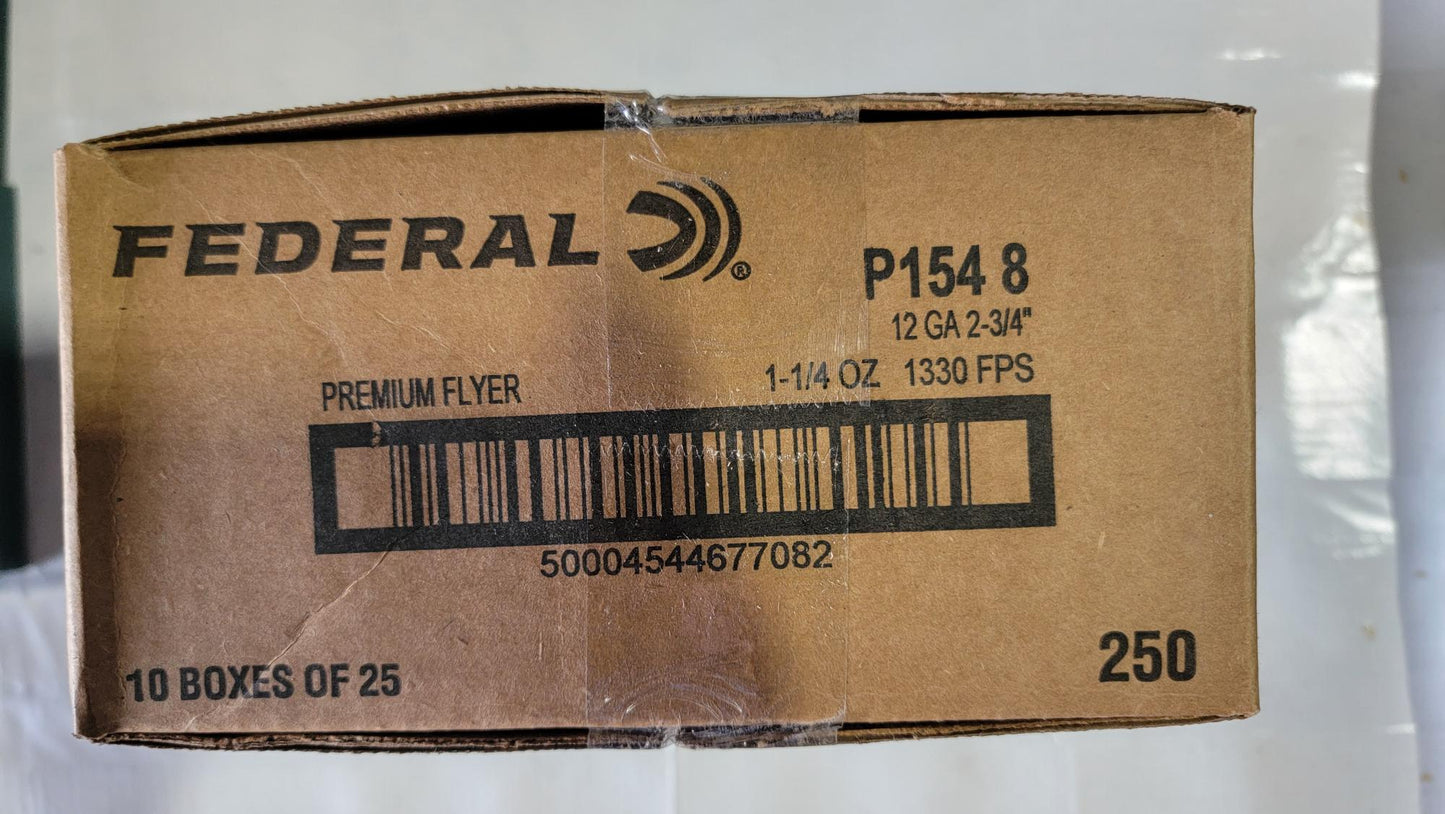 FEDERAL ®
P154 8
12 GA 2-3/4"
PREMIUM FLYER 1-1/4 OZ 1330 FPS
50004544677082
10 BOXES OF 25 250